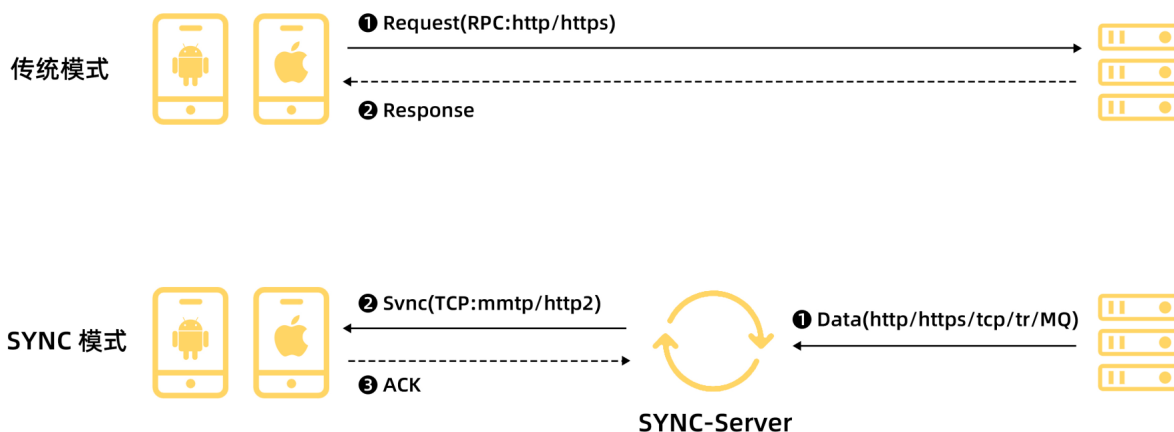 ❶ Request(RPC:http/https)
传统模式
❷ Response
❷ Svnc(TCP:mmtp/http2)
❶ Data(http/https/tcp/tr/MQ)
SYNC 模式
❸ ACK
SYNC-Server